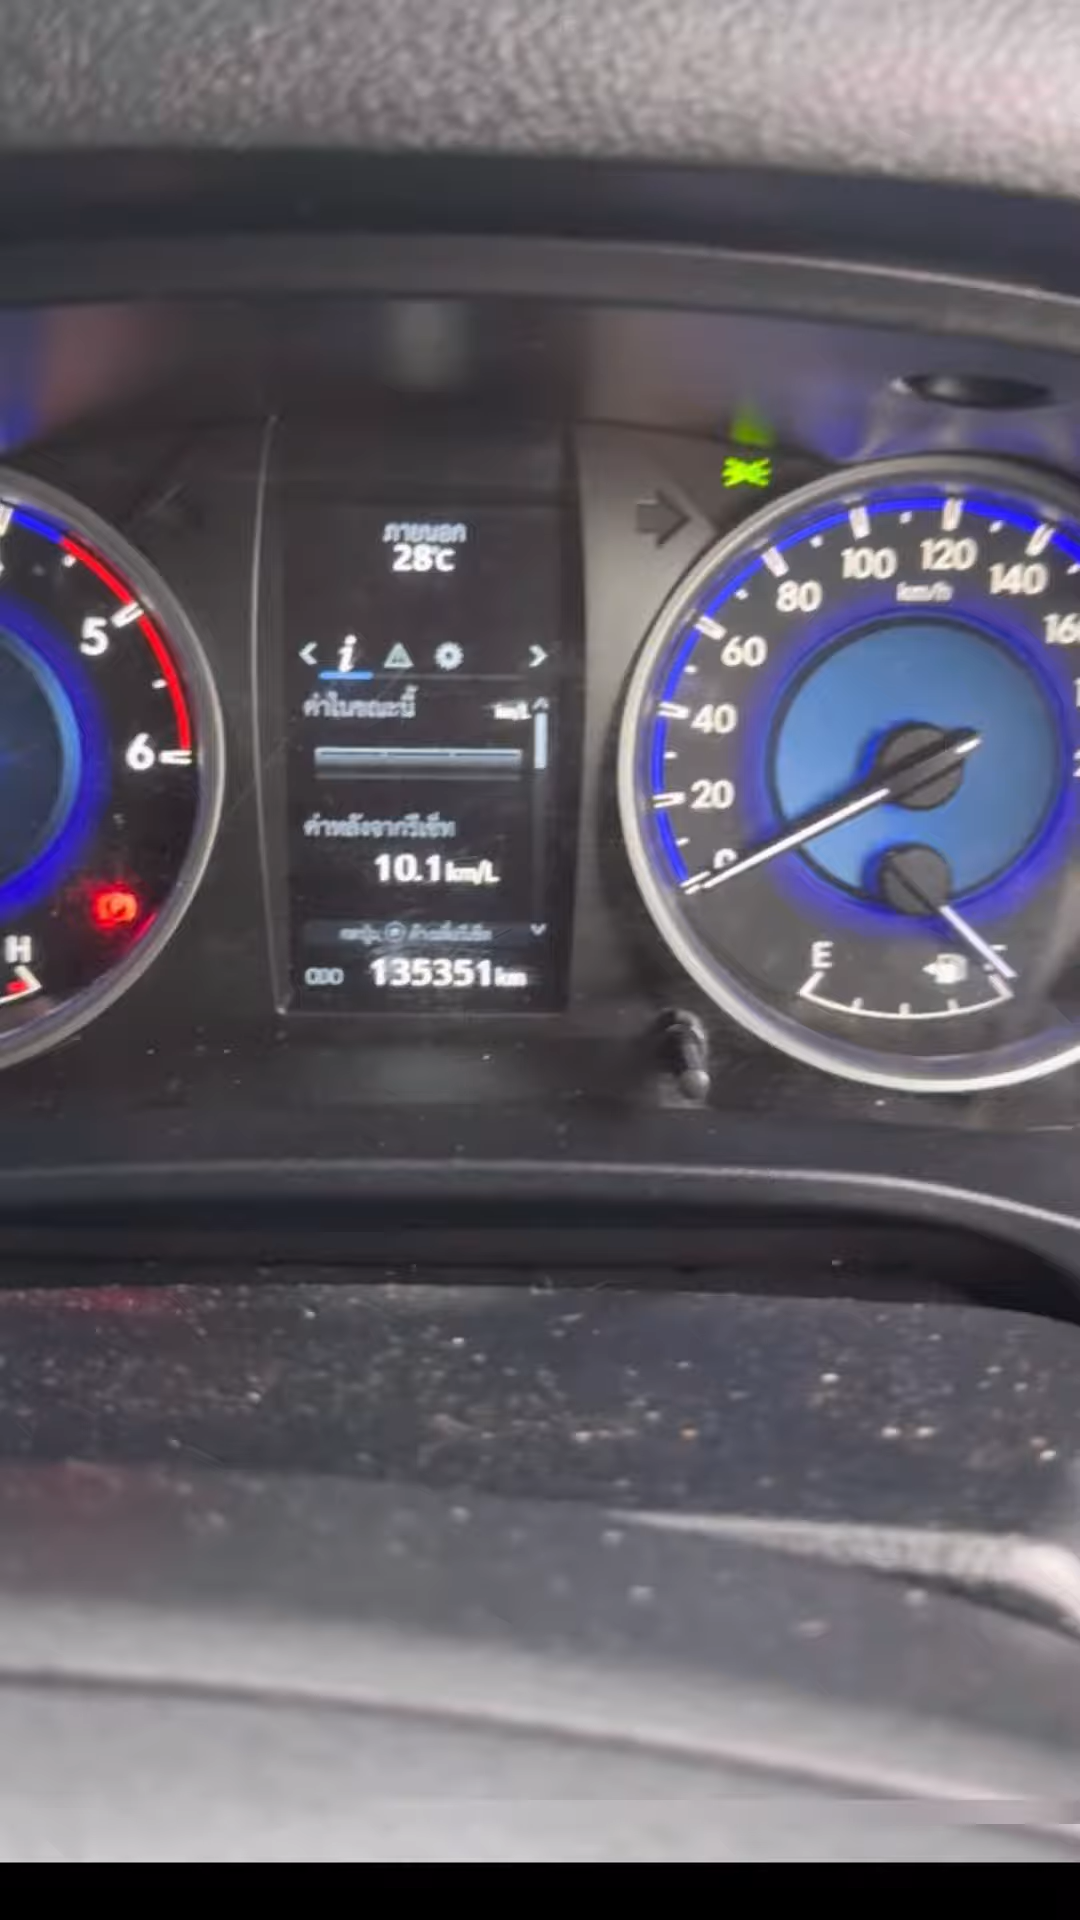 ภายนอก
28°C
i
ค่าในขณะนี้ km/L
ค่าหลังจากรีเซ็ท
10.1 km/L
ODO 135351 km
5
6
H
0
20
40
60
80
100
120
140
km/h
E